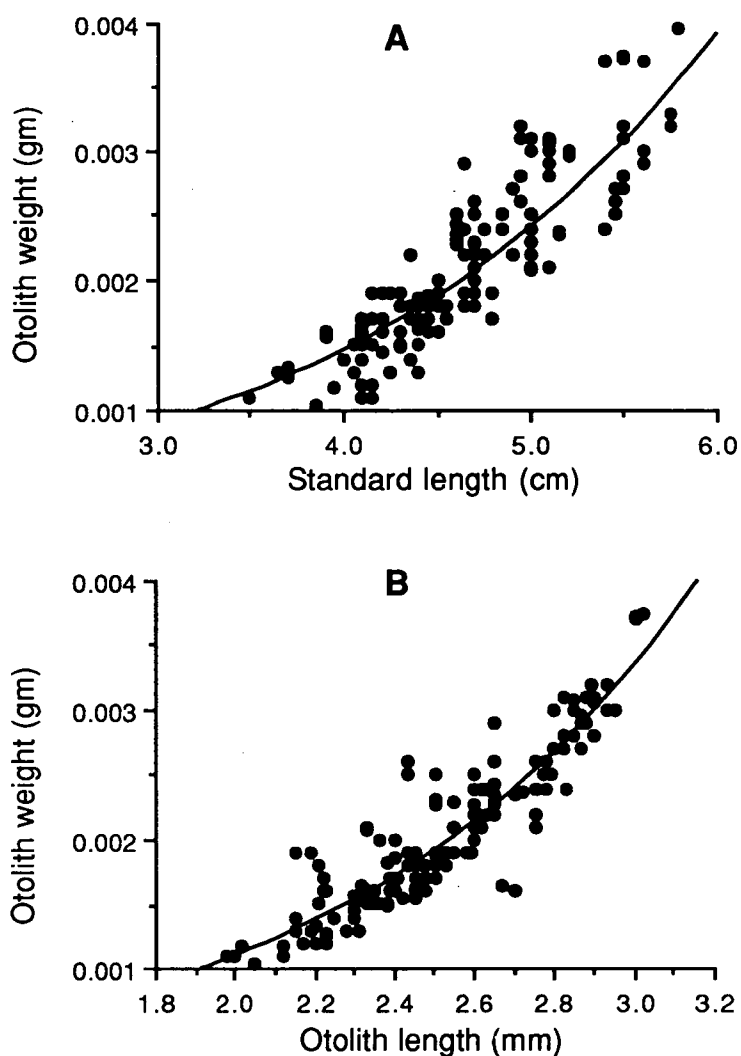 A
0.004
0.003
0.002
0.001
Otolith weight (gm)
3.0 4.0 5.0 6.0
Standard length (cm)
B
0.004
0.003
0.002
0.001
Otolith weight (gm)
1.8 2.0 2.2 2.4 2.6 2.8 3.0 3.2
Otolith length (mm)